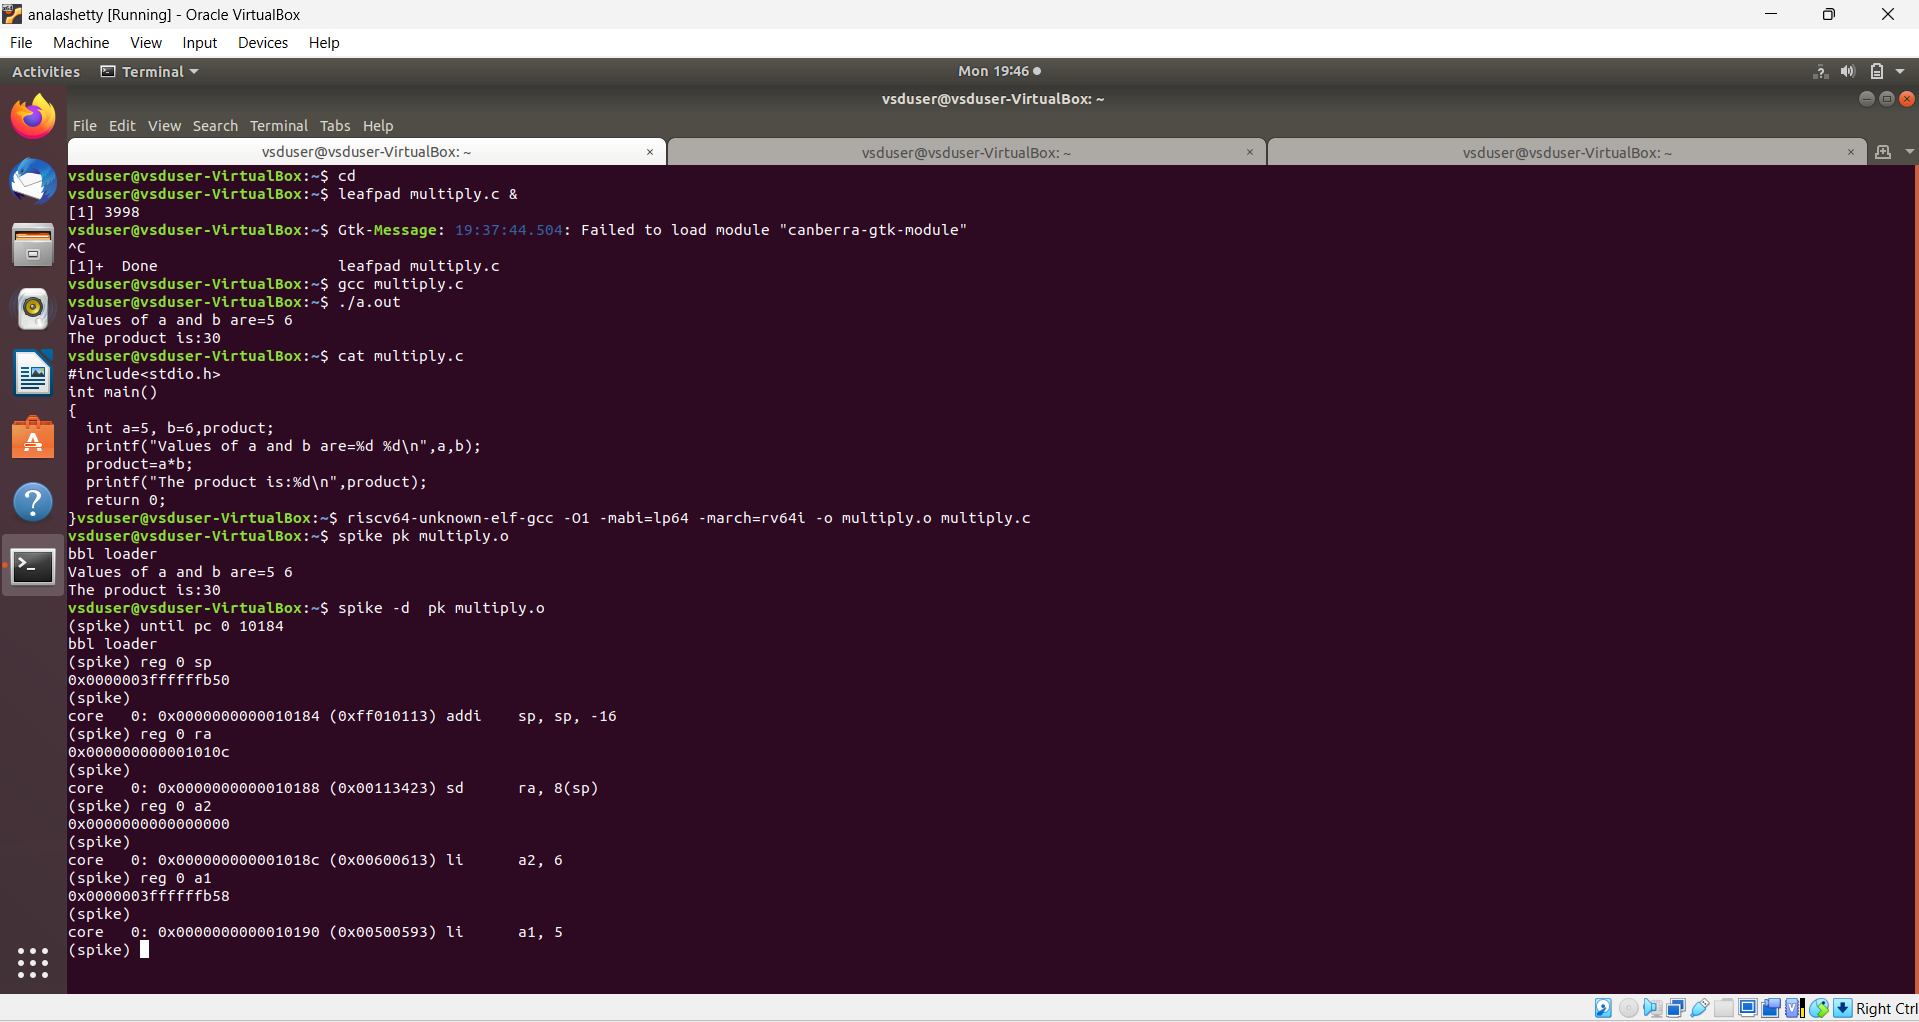 analashetty [Running] - Oracle VirtualBox
File Machine View Input Devices Help
Activities Terminal Mon 19:46
vsduser@vsduser-VirtualBox: ~
File Edit View Search Terminal Tabs Help
vsduser@vsduser-VirtualBox: ~ × vsduser@vsduser-VirtualBox: ~ × vsduser@vsduser-VirtualBox: ~ ×
vsduser@vsduser-VirtualBox:~$ cd
vsduser@vsduser-VirtualBox:~$ leafpad multiply.c &
[1] 3998
vsduser@vsduser-VirtualBox:~$ Gtk-Message: 19:37:44.504: Failed to load module "canberra-gtk-module"
^C
[1]+  Done                    leafpad multiply.c
vsduser@vsduser-VirtualBox:~$ gcc multiply.c
vsduser@vsduser-VirtualBox:~$ ./a.out
Values of a and b are=5 6
The product is:30
vsduser@vsduser-VirtualBox:~$ cat multiply.c
#include<stdio.h>
int main()
{
  int a=5, b=6,product;
  printf("Values of a and b are=%d %d\n",a,b);
  product=a*b;
  printf("The product is:%d\n",product);
  return 0;
}vsduser@vsduser-VirtualBox:~$ riscv64-unknown-elf-gcc -O1 -mabi=lp64 -march=rv64i -o multiply.o multiply.c
vsduser@vsduser-VirtualBox:~$ spike pk multiply.o
bbl loader
Values of a and b are=5 6
The product is:30
vsduser@vsduser-VirtualBox:~$ spike -d  pk multiply.o
(spike) until pc 0 10184
bbl loader
(spike) reg 0 sp
0x0000003ffffffb50
(spike)
core   0: 0x0000000000010184 (0xff010113) addi    sp, sp, -16
(spike) reg 0 ra
0x000000000001010c
(spike)
core   0: 0x0000000000010188 (0x00113423) sd      ra, 8(sp)
(spike) reg 0 a2
0x0000000000000000
(spike)
core   0: 0x000000000001018c (0x00600613) li      a2, 6
(spike) reg 0 a1
0x0000003ffffffb58
(spike)
core   0: 0x0000000000010190 (0x00500593) li      a1, 5
(spike)
Right Ctrl